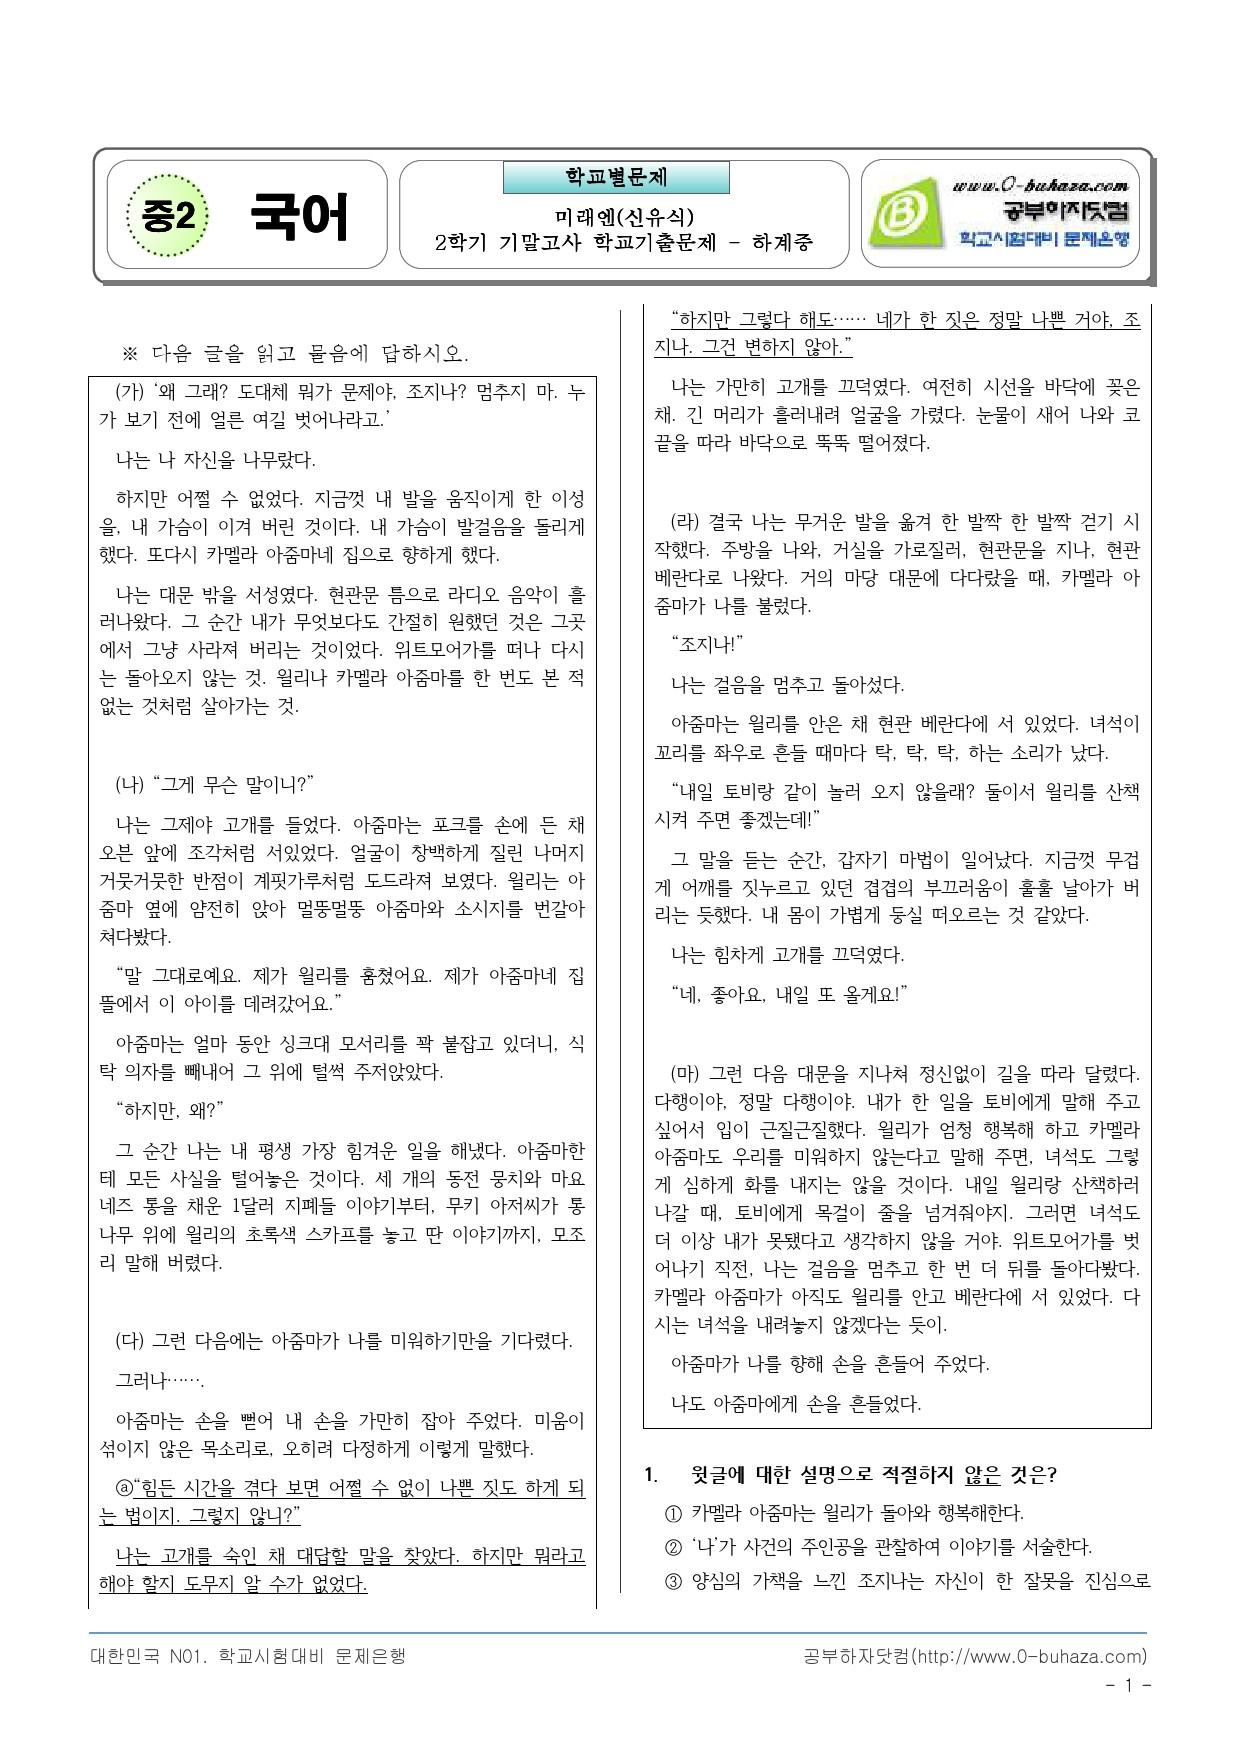 중2 국어
학교별문제
미래엔(신유식)
2학기 기말고사 학교기출문제 - 하계중
www.0-buhaza.com
공부하자닷컴
학교시험대비 문제은행
※ 다음 글을 읽고 물음에 답하시오.
(가) ‘왜 그래? 도대체 뭐가 문제야, 조지나? 멈추지 마. 누
가 보기 전에 얼른 여길 벗어나라고.’
나는 나 자신을 나무랐다.
하지만 어쩔 수 없었다. 지금껏 내 발을 움직이게 한 이성
을, 내 가슴이 이겨 버린 것이다. 내 가슴이 발걸음을 돌리게
했다. 또다시 카멜라 아줌마네 집으로 향하게 했다.
나는 대문 밖을 서성였다. 현관문 틈으로 라디오 음악이 흘
러나왔다. 그 순간 내가 무엇보다도 간절히 원했던 것은 그곳
에서 그냥 사라져 버리는 것이었다. 위트모어가를 떠나 다시
는 돌아오지 않는 것. 윌리나 카멜라 아줌마를 한 번도 본 적
없는 것처럼 살아가는 것.
(나) “그게 무슨 말이니?”
나는 그제야 고개를 들었다. 아줌마는 포크를 손에 든 채
오븐 앞에 조각처럼 서있었다. 얼굴이 창백하게 질린 나머지
거뭇거뭇한 반점이 계핏가루처럼 도드라져 보였다. 윌리는 아
줌마 옆에 얌전히 앉아 멀뚱멀뚱 아줌마와 소시지를 번갈아
쳐다봤다.
“말 그대로예요. 제가 윌리를 훔쳤어요. 제가 아줌마네 집
뜰에서 이 아이를 데려갔어요.”
아줌마는 얼마 동안 싱크대 모서리를 꽉 붙잡고 있더니, 식
탁 의자를 빼내어 그 위에 털썩 주저앉았다.
“하지만, 왜?”
그 순간 나는 내 평생 가장 힘겨운 일을 해냈다. 아줌마한
테 모든 사실을 털어놓은 것이다. 세 개의 동전 뭉치와 마요
네즈 통을 채운 1달러 지폐들 이야기부터, 무키 아저씨가 통
나무 위에 윌리의 초록색 스카프를 놓고 딴 이야기까지, 모조
리 말해 버렸다.
(다) 그런 다음에는 아줌마가 나를 미워하기만을 기다렸다.
그러나…….
아줌마는 손을 뻗어 내 손을 가만히 잡아 주었다. 미움이
섞이지 않은 목소리로, 오히려 다정하게 이렇게 말했다.
ⓐ“힘든 시간을 겪다 보면 어쩔 수 없이 나쁜 짓도 하게 되
는 법이지. 그렇지 않니?”
나는 고개를 숙인 채 대답할 말을 찾았다. 하지만 뭐라고
해야 할지 도무지 알 수가 없었다.
“하지만 그렇다 해도…… 네가 한 짓은 정말 나쁜 거야, 조
지나. 그건 변하지 않아.”
나는 가만히 고개를 끄덕였다. 여전히 시선을 바닥에 꽂은
채. 긴 머리가 흘러내려 얼굴을 가렸다. 눈물이 새어 나와 코
끝을 따라 바닥으로 뚝뚝 떨어졌다.
(라) 결국 나는 무거운 발을 옮겨 한 발짝 한 발짝 걷기 시
작했다. 주방을 나와, 거실을 가로질러, 현관문을 지나, 현관
베란다로 나왔다. 거의 마당 대문에 다다랐을 때, 카멜라 아
줌마가 나를 불렀다.
“조지나!”
나는 걸음을 멈추고 돌아섰다.
아줌마는 윌리를 안은 채 현관 베란다에 서 있었다. 녀석이
꼬리를 좌우로 흔들 때마다 탁, 탁, 탁, 하는 소리가 났다.
“내일 토비랑 같이 놀러 오지 않을래? 둘이서 윌리를 산책
시켜 주면 좋겠는데!”
그 말을 듣는 순간, 갑자기 마법이 일어났다. 지금껏 무겁
게 어깨를 짓누르고 있던 겹겹의 부끄러움이 훌훌 날아가 버
리는 듯했다. 내 몸이 가볍게 둥실 떠오르는 것 같았다.
나는 힘차게 고개를 끄덕였다.
“네, 좋아요, 내일 또 올게요!”
(마) 그런 다음 대문을 지나쳐 정신없이 길을 따라 달렸다.
다행이야, 정말 다행이야. 내가 한 일을 토비에게 말해 주고
싶어서 입이 근질근질했다. 윌리가 엄청 행복해 하고 카멜라
아줌마도 우리를 미워하지 않는다고 말해 주면, 녀석도 그렇
게 심하게 화를 내지는 않을 것이다. 내일 윌리랑 산책하러
나갈 때, 토비에게 목걸이 줄을 넘겨줘야지. 그러면 녀석도
더 이상 내가 못됐다고 생각하지 않을 거야. 위트모어가를 벗
어나기 직전, 나는 걸음을 멈추고 한 번 더 뒤를 돌아다봤다.
카멜라 아줌마가 아직도 윌리를 안고 베란다에 서 있었다. 다
시는 녀석을 내려놓지 않겠다는 듯이.
아줌마가 나를 향해 손을 흔들어 주었다.
나도 아줌마에게 손을 흔들었다.
1. 윗글에 대한 설명으로 적절하지 않은 것은?
① 카멜라 아줌마는 윌리가 돌아와 행복해한다.
② ‘나’가 사건의 주인공을 관찰하여 이야기를 서술한다.
③ 양심의 가책을 느낀 조지나는 자신이 한 잘못을 진심으로
대한민국 N01. 학교시험대비 문제은행
공부하자닷컴(http://www.0-buhaza.com)
- 1 -